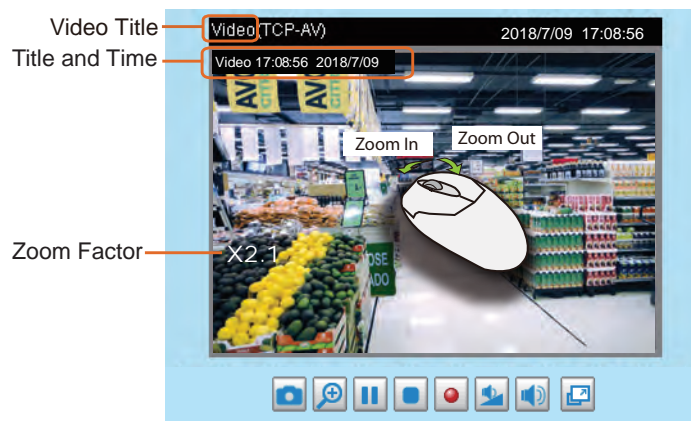 Video Title
Video(TCP-AV) 2018/7/09 17:08:56
Title and Time
Video 17:08:56 2018/7/09
Zoom In
Zoom Out
Zoom Factor
X2.1